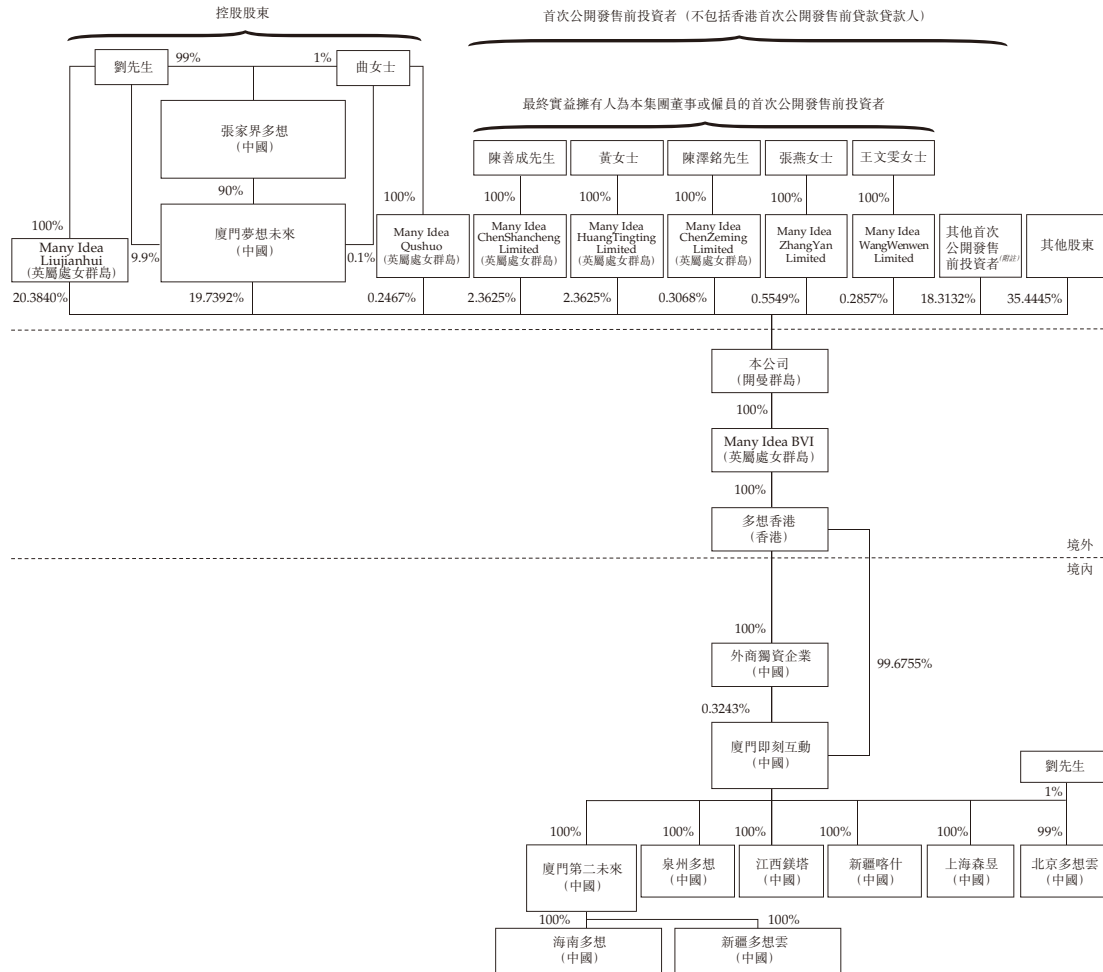 控股股東
首次公開發售前投資者（不包括香港首次公開發售前貸款貸款人）
劉先生
99%
1%
曲女士
最終實益擁有人為本集團董事或僱員的首次公開發售前投資者
張家界多想
(中國)
陳善成先生
黃女士
陳澤銘先生
張燕女士
王文雯女士
90%
100%
100%
100%
100%
100%
100%
100%
Many Idea
Liujianhui
(英屬處女群島)
9.9%
廈門夢想未來
(中國)
0.1%
Many Idea
Qushuo
(英屬處女群島)
Many Idea
ChenShancheng
Limited
(英屬處女群島)
Many Idea
HuangTingting
Limited
(英屬處女群島)
Many Idea
ChenZeming
Limited
(英屬處女群島)
Many Idea
ZhangYan
Limited
Many Idea
WangWenwen
Limited
其他首次
公開發售
前投資者(附註)
其他股東
20.3840%
19.7392%
0.2467%
2.3625%
2.3625%
0.3068%
0.5549%
0.2857%
18.3132%
35.4445%
本公司
(開曼群島)
100%
Many Idea BVI
(英屬處女群島)
100%
多想香港
(香港)
境外
境內
100%
外商獨資企業
(中國)
99.6755%
0.3243%
廈門即刻互動
(中國)
劉先生
1%
100%
100%
100%
100%
100%
99%
廈門第二未來
(中國)
泉州多想
(中國)
江西鎂塔
(中國)
新疆喀什
(中國)
上海森昱
(中國)
北京多想雲
(中國)
100%
100%
海南多想
(中國)
新疆多想雲
(中國)